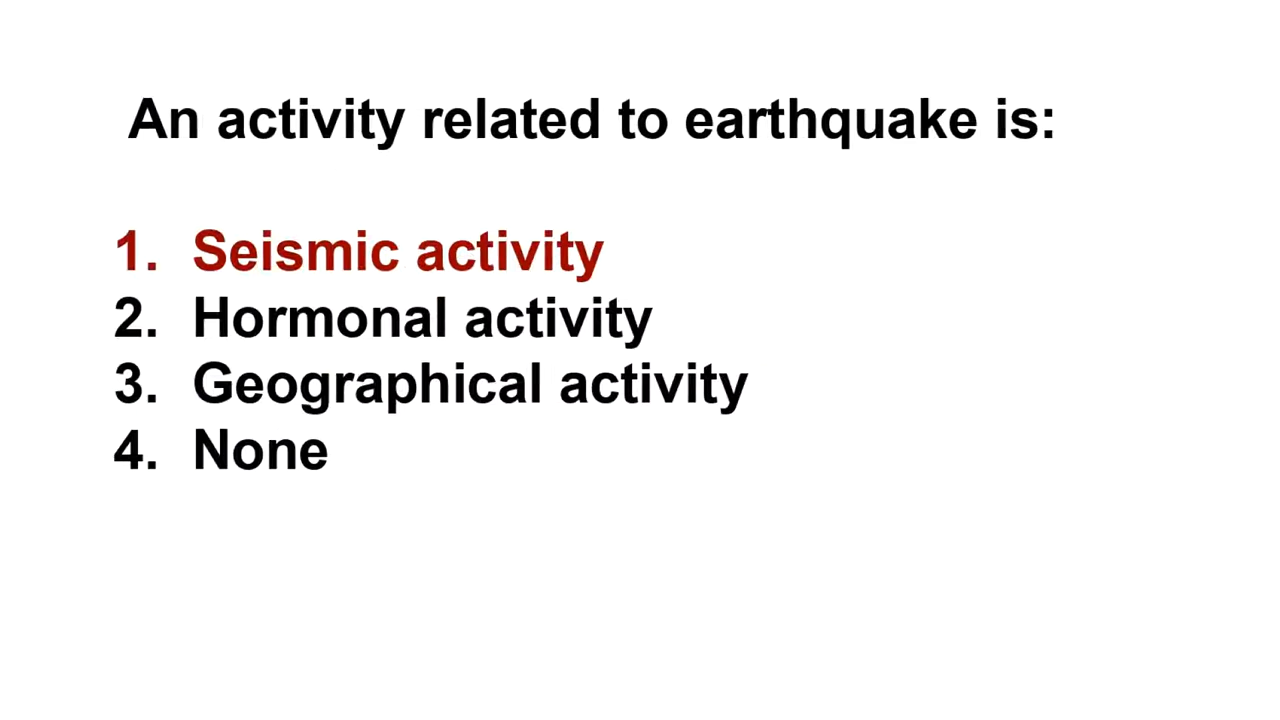 An activity related to earthquake is:
1. Seismic activity
2. Hormonal activity
3. Geographical activity
4. None